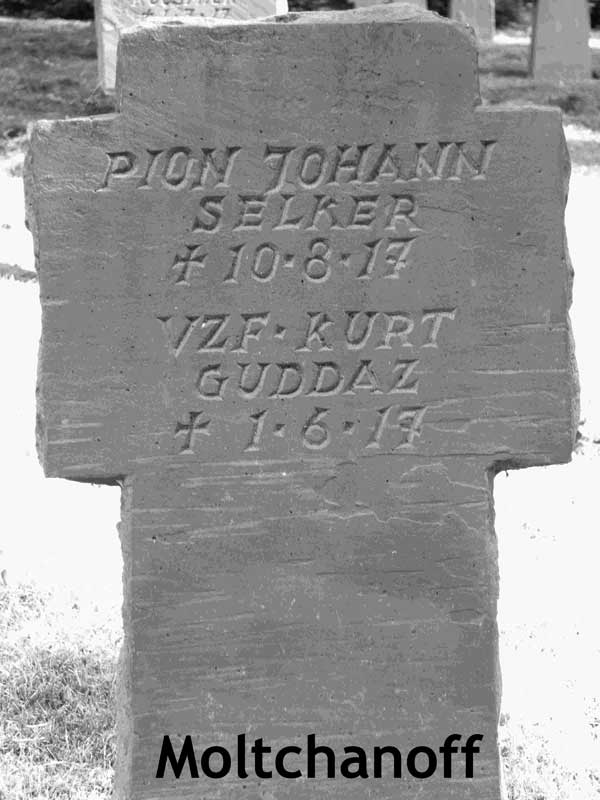 PION JOHANN
SELKER
✝ 10·8·17
VZF·KURT
GUDDAZ
✝ 1·6·17
Moltchanoff